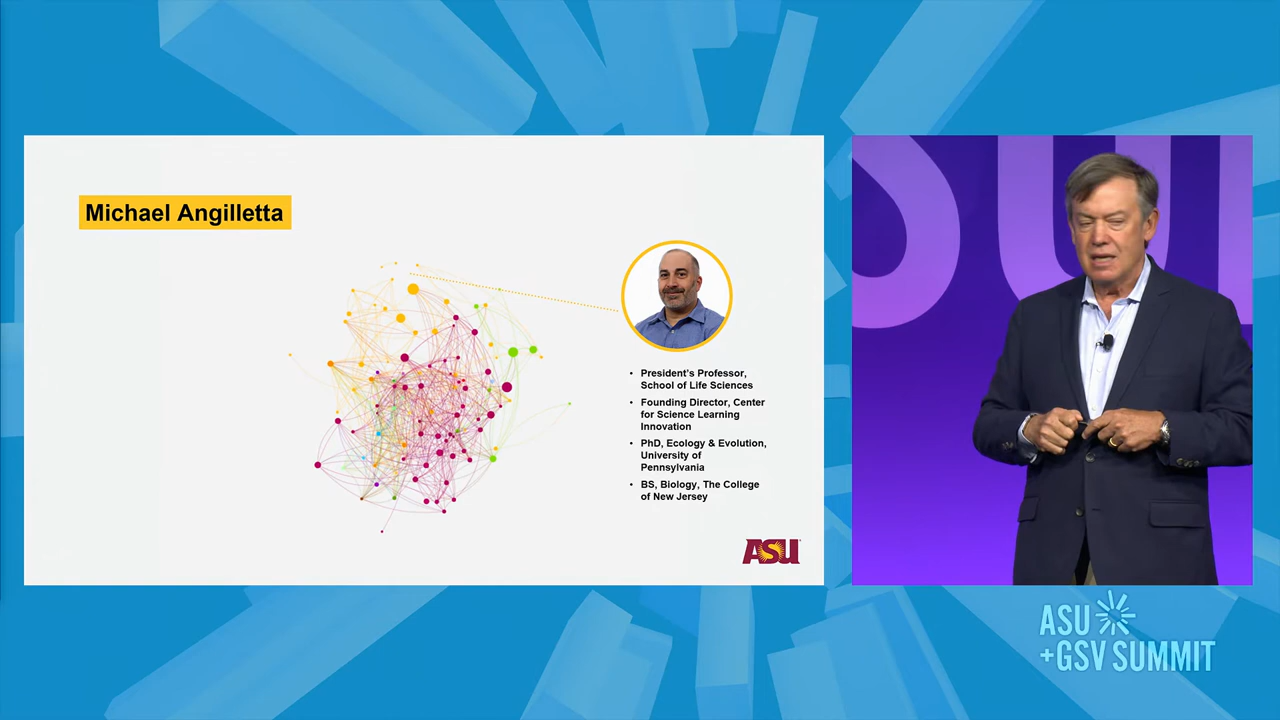 Michael Angilletta
• President's Professor,
School of Life Sciences
• Founding Director, Center
for Science Learning
Innovation
• PhD, Ecology & Evolution,
University of
Pennsylvania
• BS, Biology, The College
of New Jersey
ASU
SU
ASU
+GSV SUMMIT